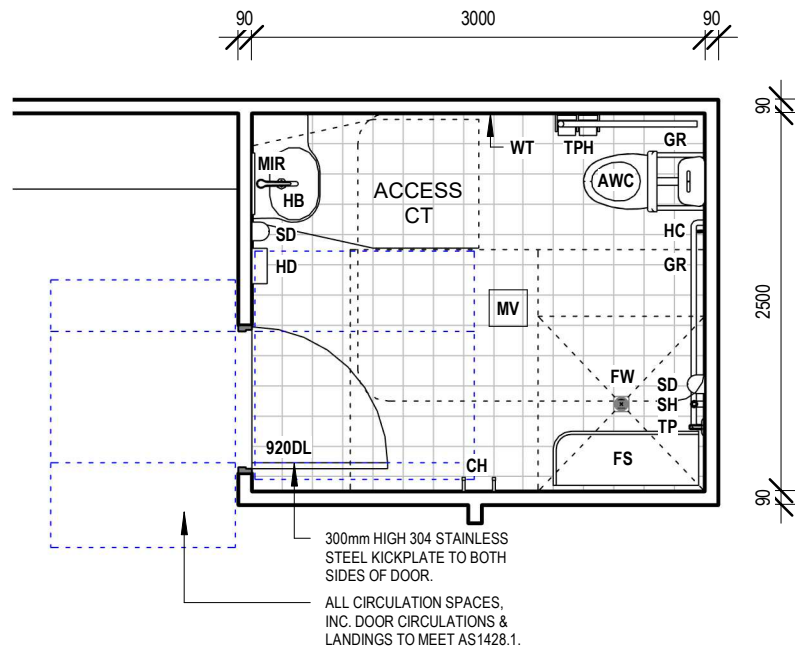 90
3000
90
90
MIR
WT
TPH
GR
AWC
ACCESS
CT
HB
SD
HC
HD
GR
2500
MV
FW
SD
SH
TP
920DL
CH
FS
90
300mm HIGH 304 STAINLESS
STEEL KICKPLATE TO BOTH
SIDES OF DOOR.
ALL CIRCULATION SPACES,
INC. DOOR CIRCULATIONS &
LANDINGS TO MEET AS1428.1.